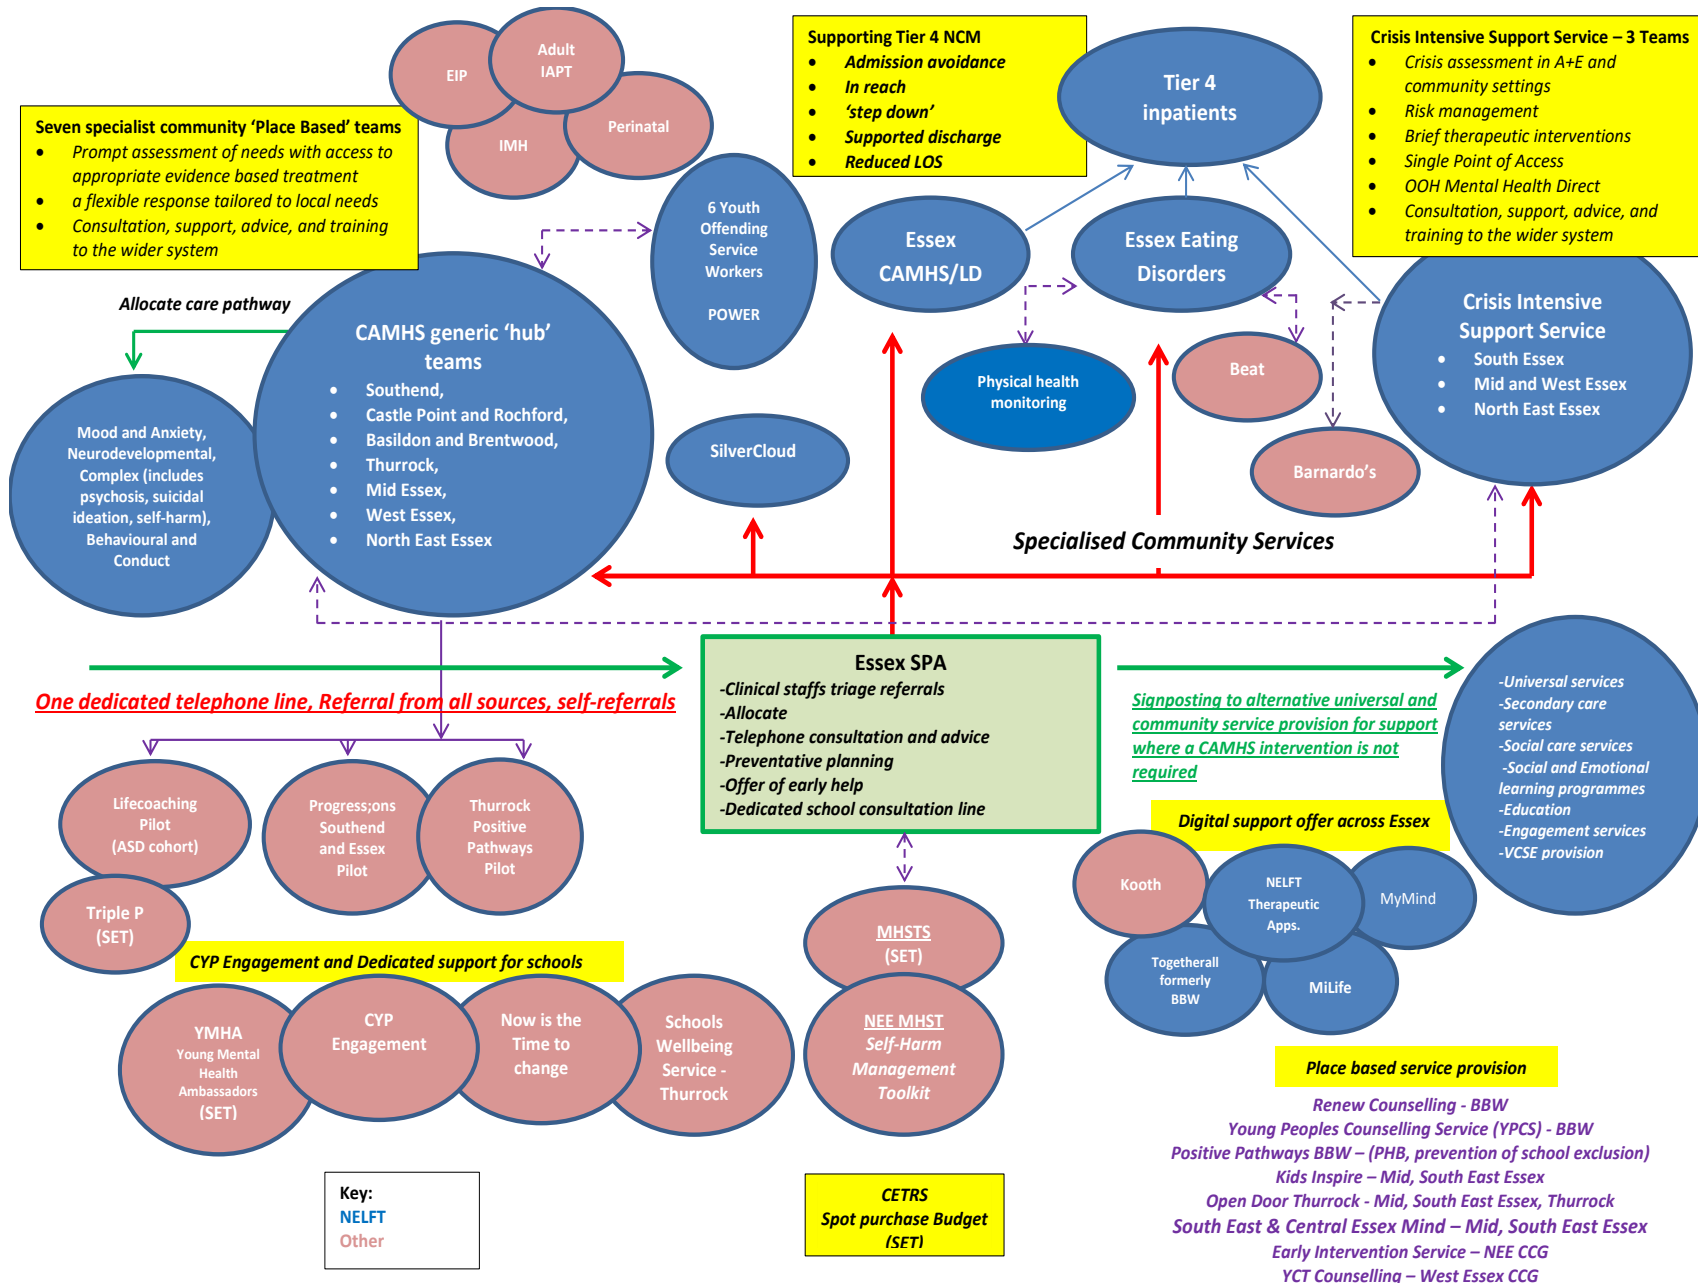 EIP
Adult
IAPT
IMH
Perinatal
Supporting Tier 4 NCM
• Admission avoidance
• In reach
• ‘step down’
• Supported discharge
• Reduced LOS
Tier 4
inpatients
Crisis Intensive Support Service – 3 Teams
• Crisis assessment in A+E and
community settings
• Risk management
• Brief therapeutic interventions
• Single Point of Access
• OOH Mental Health Direct
• Consultation, support, advice, and
training to the wider system
Seven specialist community ‘Place Based’ teams
• Prompt assessment of needs with access to
appropriate evidence based treatment
• a flexible response tailored to local needs
• Consultation, support, advice, and training
to the wider system
6 Youth
Offending
Service
Workers
POWER
Essex
CAMHS/LD
Essex Eating
Disorders
Crisis Intensive
Support Service
• South Essex
• Mid and West Essex
• North East Essex
Allocate care pathway
CAMHS generic ‘hub’
teams
• Southend,
• Castle Point and Rochford,
• Basildon and Brentwood,
• Thurrock,
• Mid Essex,
• West Essex,
• North East Essex
Mood and Anxiety,
Neurodevelopmental,
Complex (includes
psychosis, suicidal
ideation, self-harm),
Behavioural and
Conduct
Physical health
monitoring
Beat
Barnardo’s
SilverCloud
Specialised Community Services
One dedicated telephone line, Referral from all sources, self-referrals
Essex SPA
-Clinical staffs triage referrals
-Allocate
-Telephone consultation and advice
-Preventative planning
-Offer of early help
-Dedicated school consultation line
Signposting to alternative universal and
community service provision for support
where a CAMHS intervention is not
required
-Universal services
-Secondary care
services
-Social care services
-Social and Emotional
learning programmes
-Education
-Engagement services
-VCSE provision
Lifecoaching
Pilot
(ASD cohort)
Progress;ons
Southend
and Essex
Pilot
Thurrock
Positive
Pathways
Pilot
Triple P
(SET)
Digital support offer across Essex
Kooth
NELFT
Therapeutic
Apps.
MyMind
Togetherall
formerly
BBW
MiLife
CYP Engagement and Dedicated support for schools
YMHA
Young Mental
Health
Ambassadors
(SET)
CYP
Engagement
Now is the
Time to
change
Schools
Wellbeing
Service -
Thurrock
MHSTS
(SET)
NEE MHST
Self-Harm
Management
Toolkit
Place based service provision
Renew Counselling - BBW
Young Peoples Counselling Service (YPCS) - BBW
Positive Pathways BBW – (PHB, prevention of school exclusion)
Kids Inspire – Mid, South East Essex
Open Door Thurrock - Mid, South East Essex, Thurrock
South East & Central Essex Mind – Mid, South East Essex
Early Intervention Service – NEE CCG
YCT Counselling – West Essex CCG
Key:
NELFT
Other
CETRS
Spot purchase Budget
(SET)